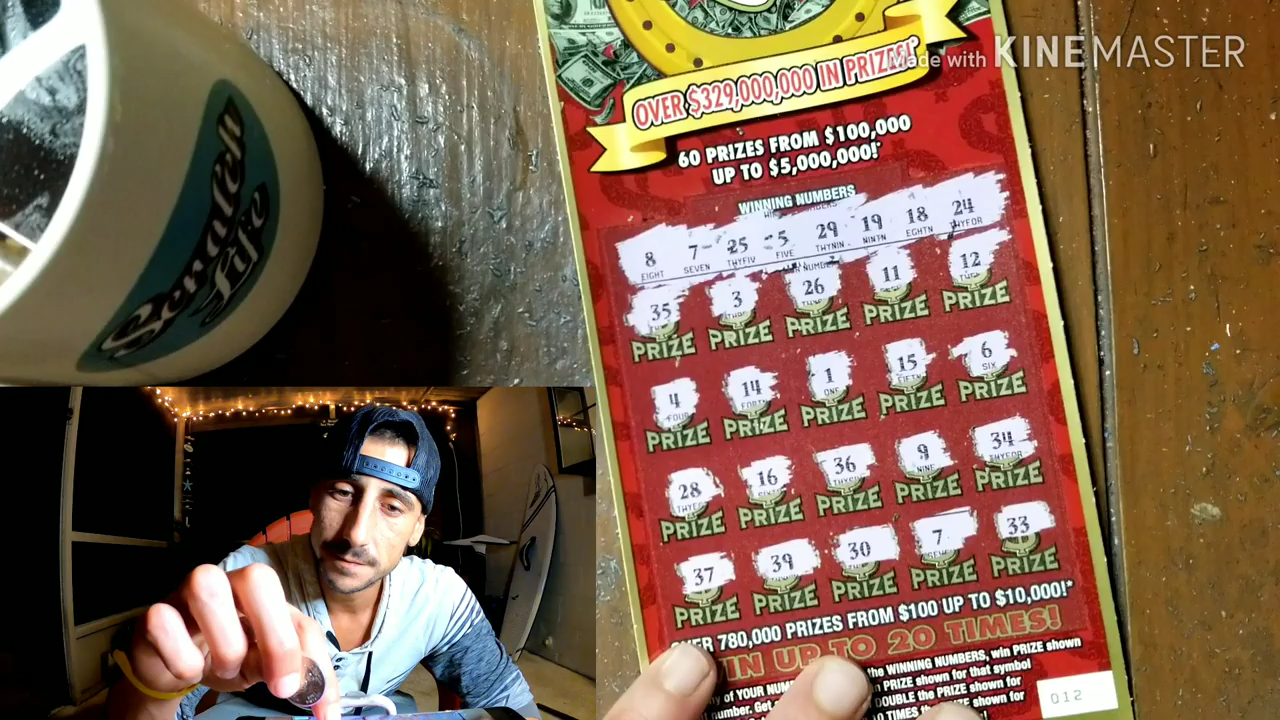 Made with KINEMASTER
Scratch Life
OVER $329,000,000 IN PRIZES!*
60 PRIZES FROM $100,000
UP TO $5,000,000!*
WINNING NUMBERS
8 7 25 5 29 19 18 24
EIGHT SEVEN THYFIV FIVE THYNIN NINTN EGHTN THYFOR
35 3 26 11 12
PRIZE PRIZE PRIZE PRIZE PRIZE
4 14 1 15 6
FOUR FORTN ONE FIFTN SIX
PRIZE PRIZE PRIZE PRIZE PRIZE
28 16 36 9 34
NINE THYFOR
PRIZE PRIZE PRIZE PRIZE PRIZE
37 39 30 7 33
PRIZE PRIZE PRIZE PRIZE PRIZE
780,000 PRIZES FROM $100 UP TO $10,000!*
UP TO 20 TIMES!
the WINNING NUMBERS, win PRIZE shown
of YOUR PRIZE shown for that symbol
number. Get DOUBLE the PRIZE shown for
10 TIMES shown for
012